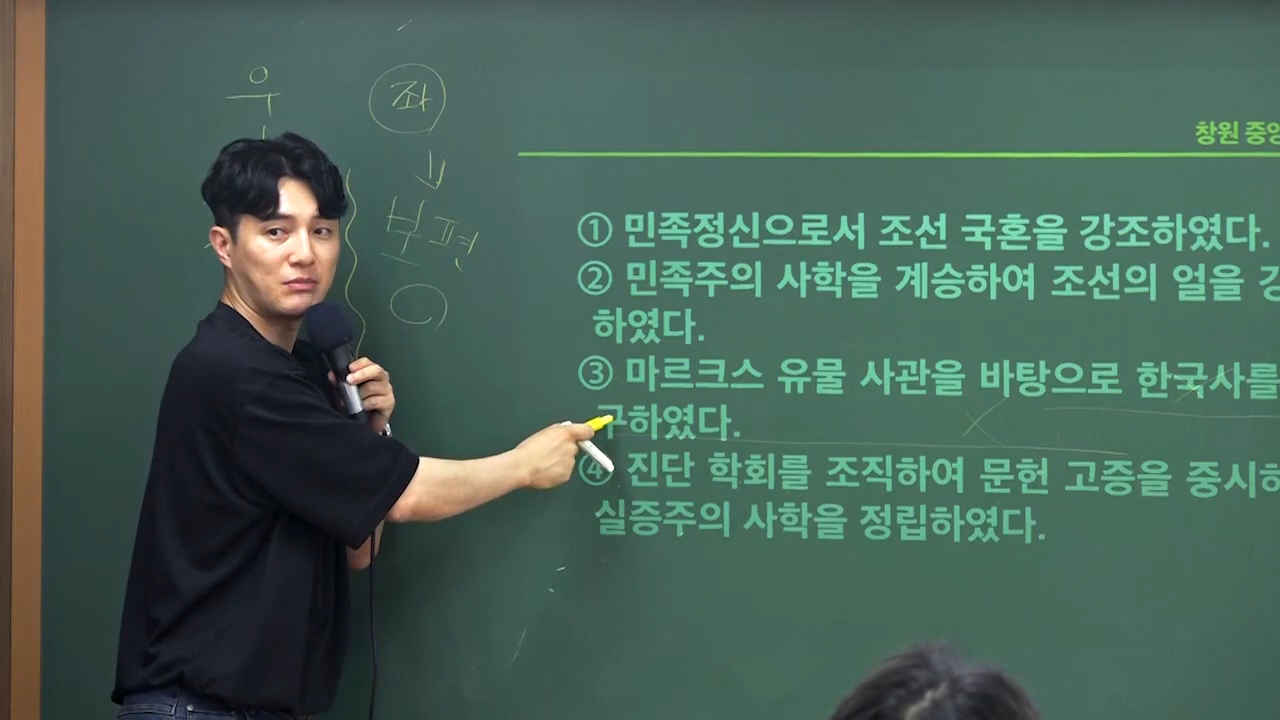 우 좌
보편
창원 중앙
① 민족정신으로서 조선 국혼을 강조하였다.
② 민족주의 사학을 계승하여 조선의 얼을 강
하였다.
③ 마르크스 유물 사관을 바탕으로 한국사를
구하였다.
④ 진단 학회를 조직하여 문헌 고증을 중시하
실증주의 사학을 정립하였다.